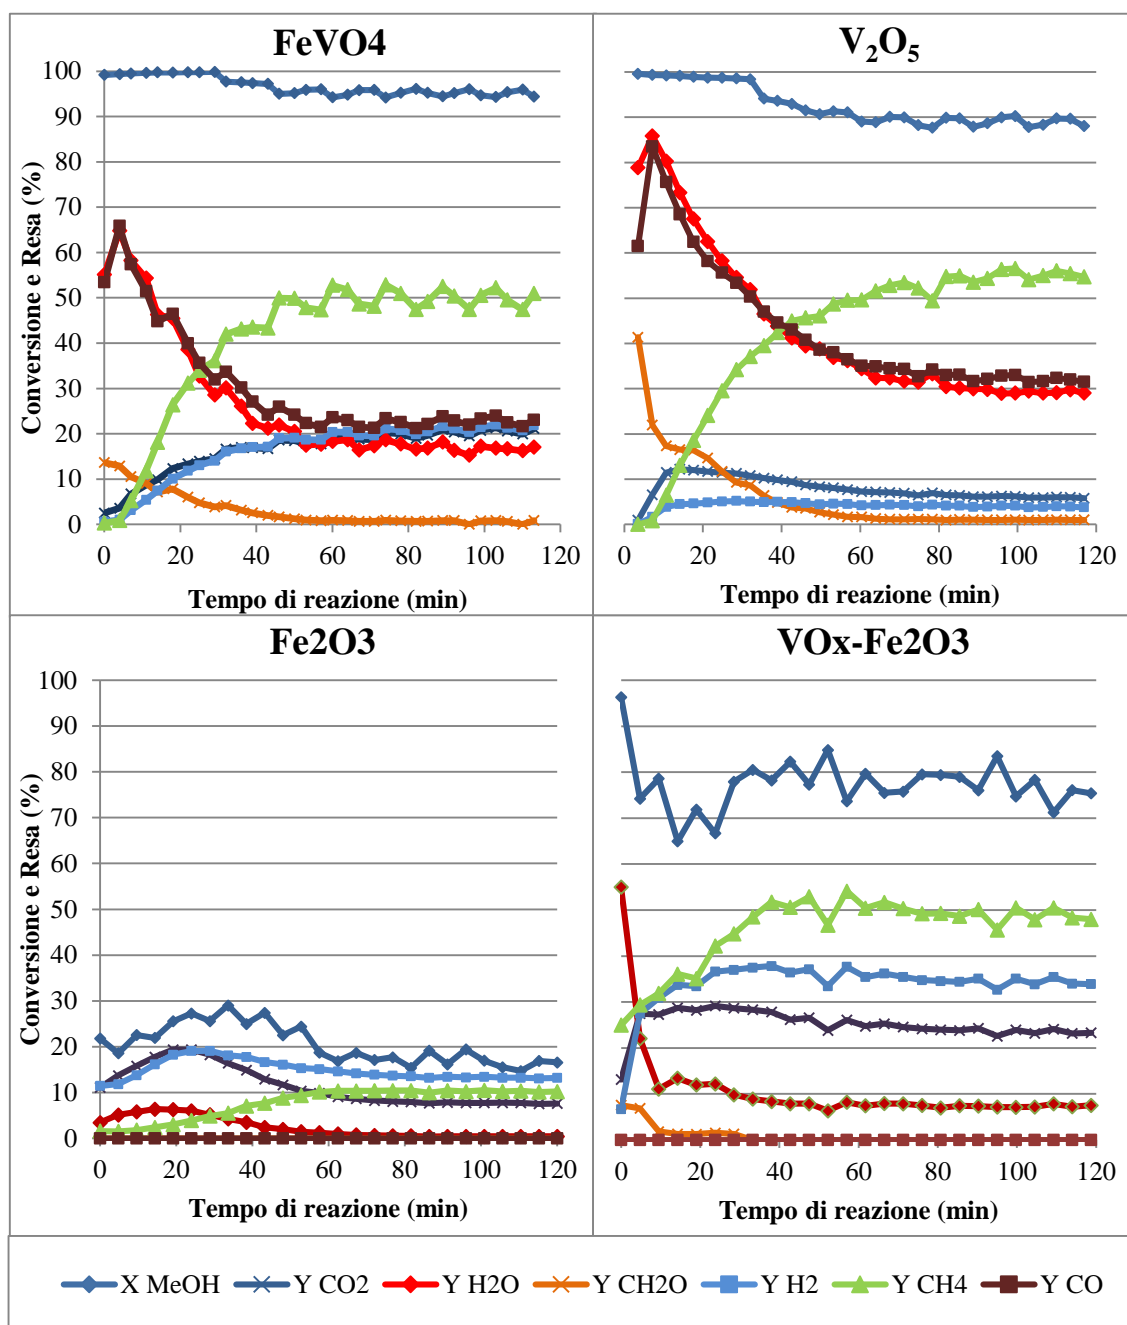 FeVO4
Conversione e Resa (%)
100
90
80
70
60
50
40
30
20
10
0
0 20 40 60 80 100 120
Tempo di reazione (min)
V₂O₅
0 20 40 60 80 100 120
Tempo di reazione (min)
Fe2O3
Conversione e Resa (%)
100
90
80
70
60
50
40
30
20
10
0
0 20 40 60 80 100 120
Tempo di reazione (min)
VOx-Fe2O3
0 20 40 60 80 100 120
Tempo di reazione (min)
X MeOH Y CO2 Y H2O Y CH2O Y H2 Y CH4 Y CO